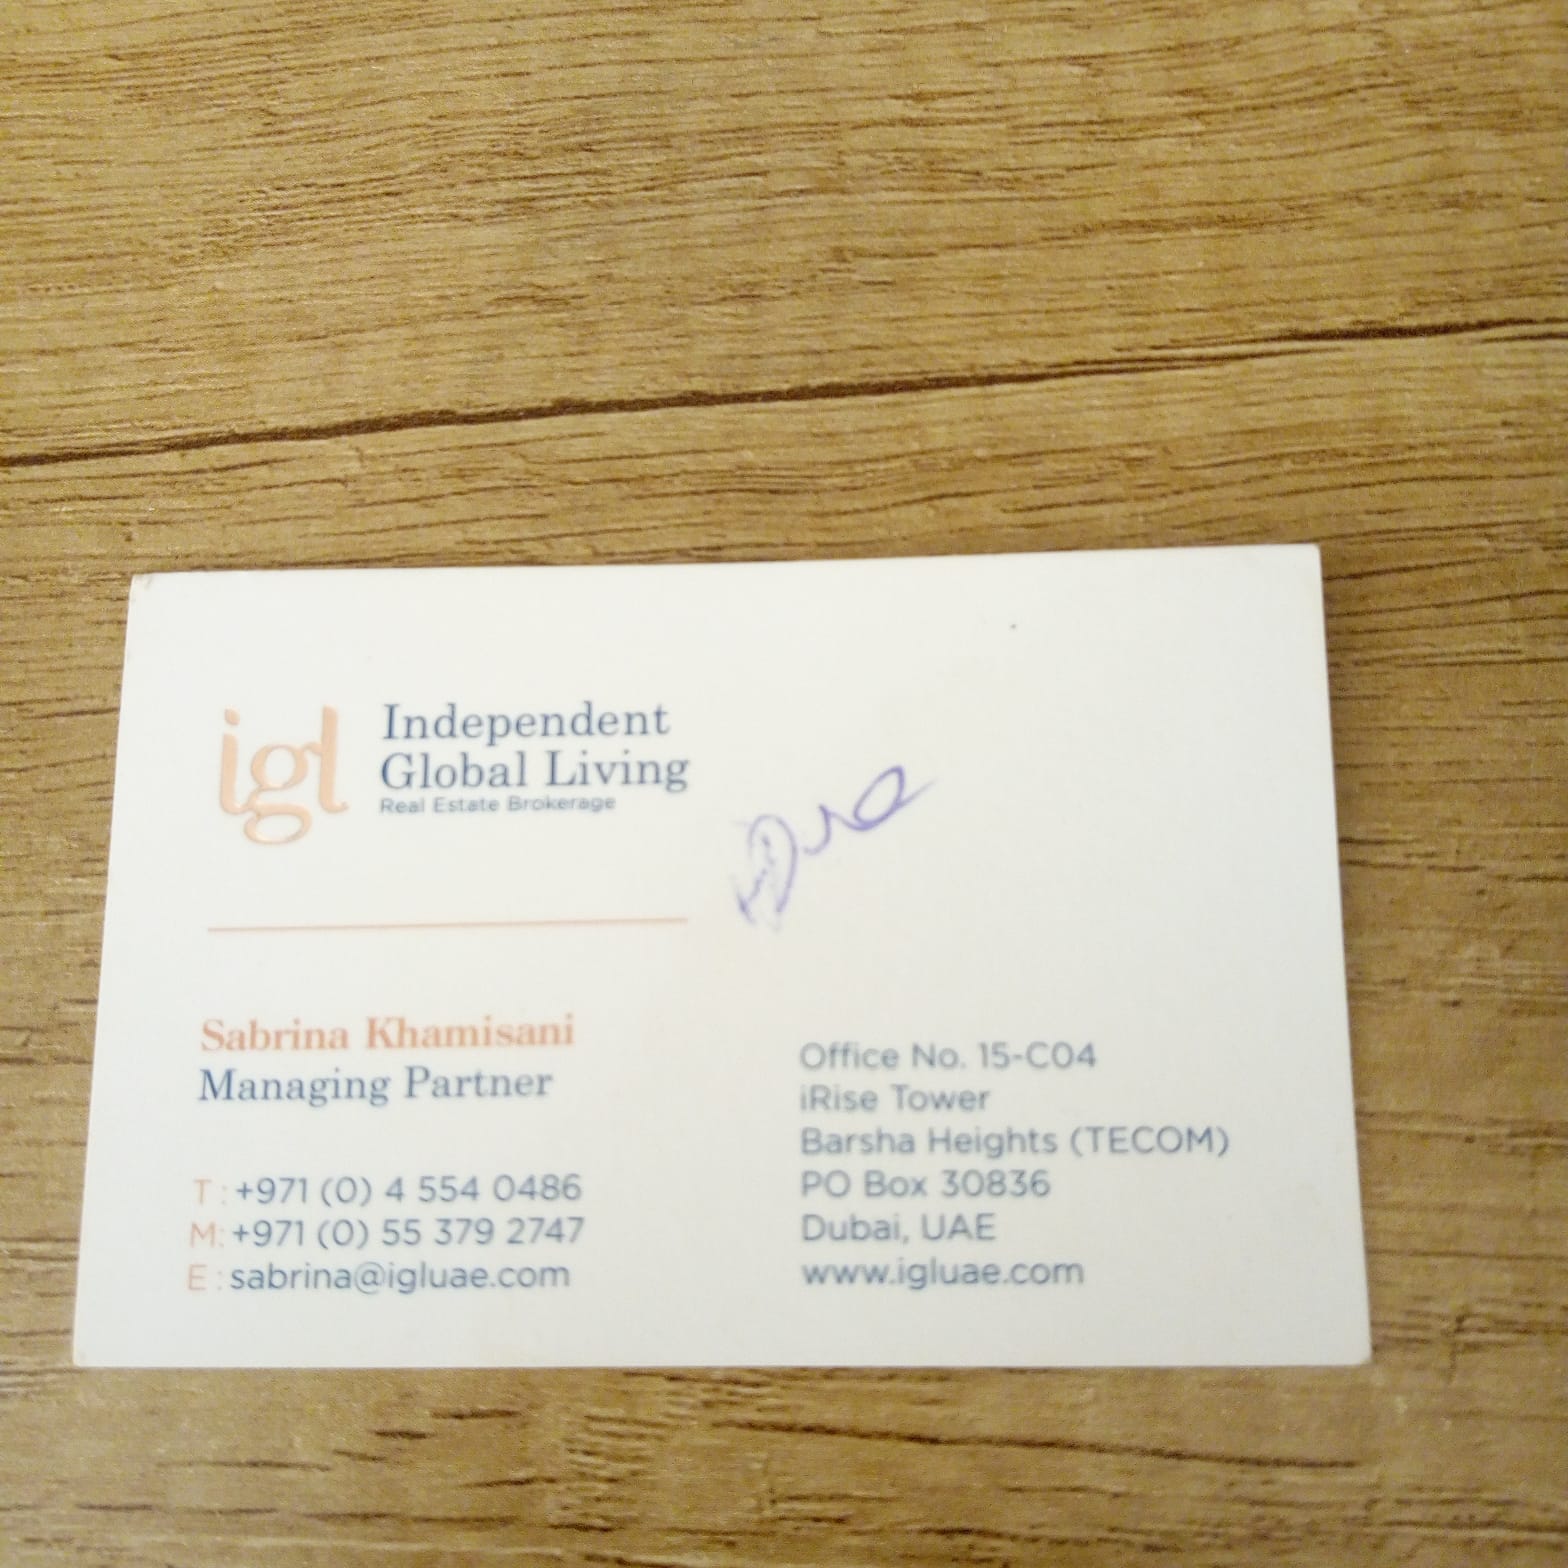 igl
Independent
Global Living
Real Estate Brokerage
Sabrina Khamisani
Managing Partner
T : +971 (0) 4 554 0486
M: +971 (0) 55 379 2747
E : sabrina@igluae.com
Office No. 15-C04
iRise Tower
Barsha Heights (TECOM)
PO Box 30836
Dubai, UAE
www.igluae.com